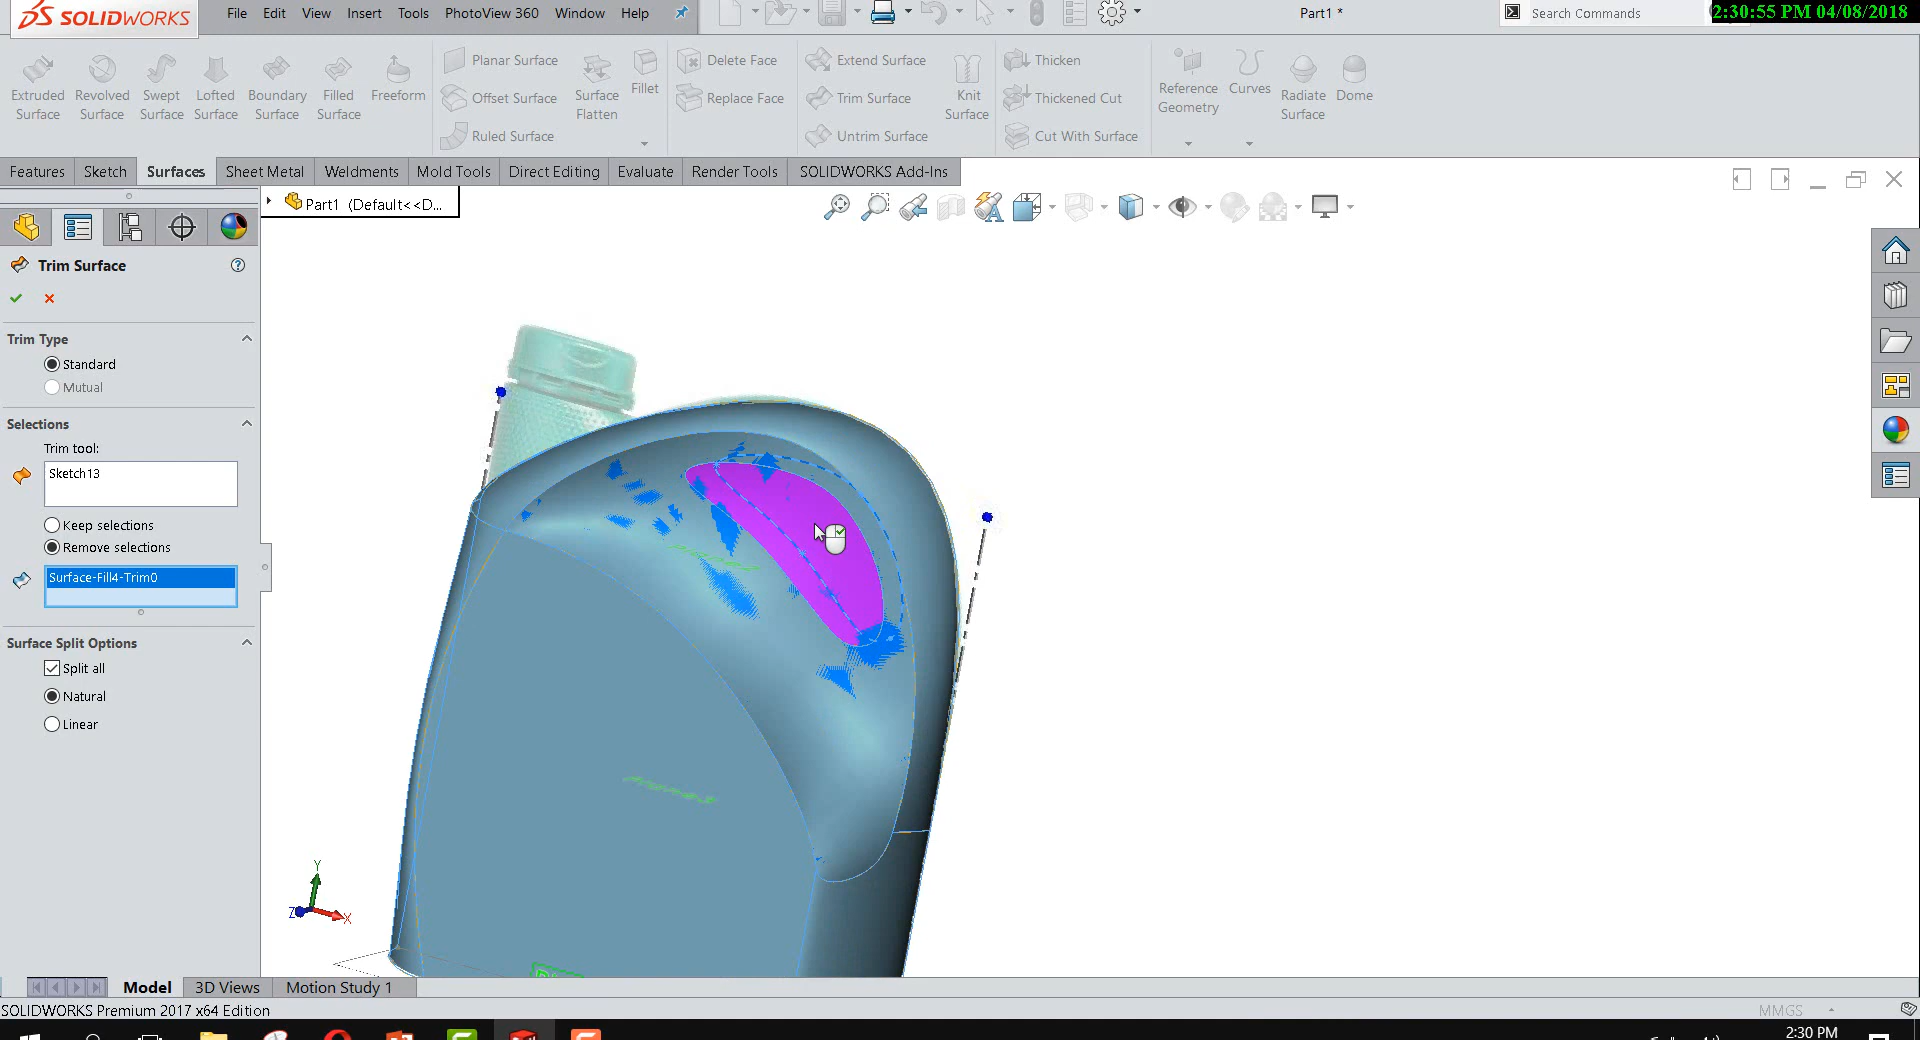 SOLIDWORKS
File Edit View Insert Tools PhotoView 360 Window Help
Part1 *
Search Commands
2:30:55 PM 04/08/2018
Extruded Surface
Revolved Surface
Swept Surface
Lofted Surface
Boundary Surface
Filled Surface
Freeform
Planar Surface
Offset Surface
Ruled Surface
Surface Flatten
Fillet
Delete Face
Replace Face
Extend Surface
Trim Surface
Untrim Surface
Knit Surface
Thicken
Thickened Cut
Cut With Surface
Reference Geometry
Curves
Radiate Surface
Dome
Features Sketch Surfaces Sheet Metal Weldments Mold Tools Direct Editing Evaluate Render Tools SOLIDWORKS Add-Ins
Part1 (Default<<D...
Trim Surface
Trim Type
Standard
Mutual
Selections
Trim tool:
Sketch13
Keep selections
Remove selections
Surface-Fill4-Trim0
Surface Split Options
Split all
Natural
Linear
Y
Z
X
Model 3D Views Motion Study 1
SOLIDWORKS Premium 2017 x64 Edition
MMGS
2:30 PM